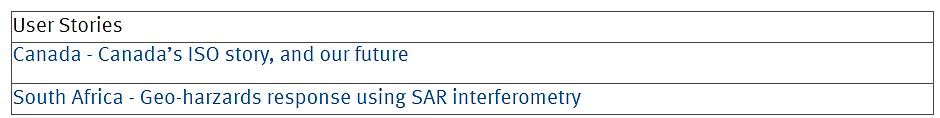 User Stories
Canada - Canada’s ISO story, and our future
South Africa - Geo-harzards response using SAR interferometry